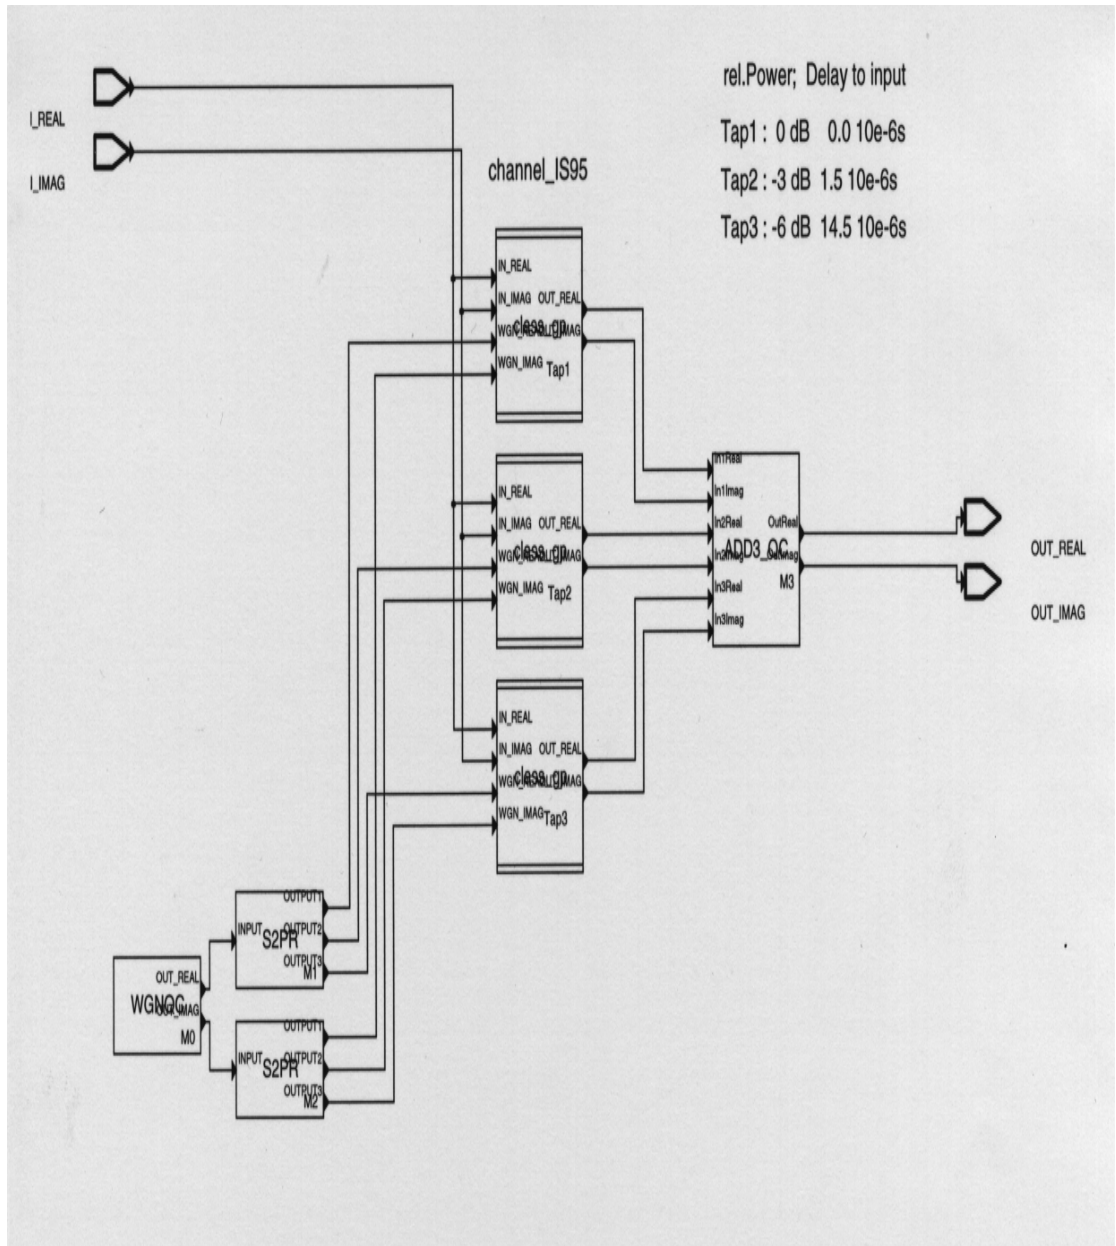 rel.Power; Delay to input
Tap1 : 0 dB 0.0 10e-6s
Tap2 : -3 dB 1.5 10e-6s
Tap3 : -6 dB 14.5 10e-6s
I_REAL
I_IMAG
channel_IS95
IN_REAL
IN_IMAG OUT_REAL
WGN_IMAG
Tap1
IN_REAL
IN_IMAG OUT_REAL
WGN_IMAG
Tap2
IN_REAL
IN_IMAG OUT_REAL
WGN_IMAG
Tap3
In1Real
In1Imag
In2Real OutReal
ADD3_QC
In3Real
M3
In3Imag
OUT_REAL
OUT_IMAG
OUTPUT1
INPUT OUTPUT2
S2PR
OUTPUT3
M1
OUT_REAL
WGNQC
OUT_IMAG
M0
OUTPUT1
INPUT OUTPUT2
S2PR
OUTPUT3
M2